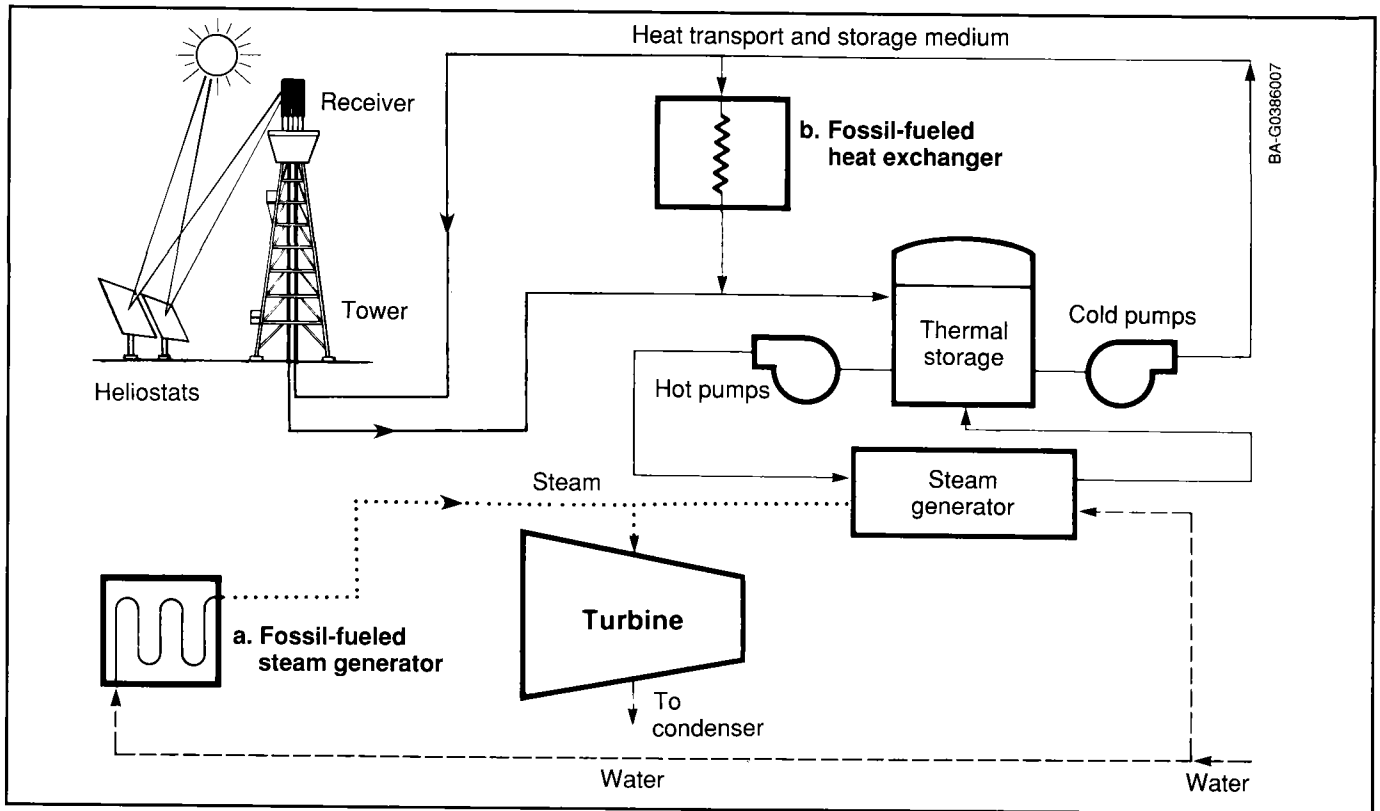 Heat transport and storage medium
BA-G0386007
Receiver
b. Fossil-fueled
heat exchanger
Tower
Thermal
storage
Cold pumps
Heliostats
Hot pumps
Steam
Steam
generator
Turbine
a. Fossil-fueled
steam generator
To
condenser
Water
Water